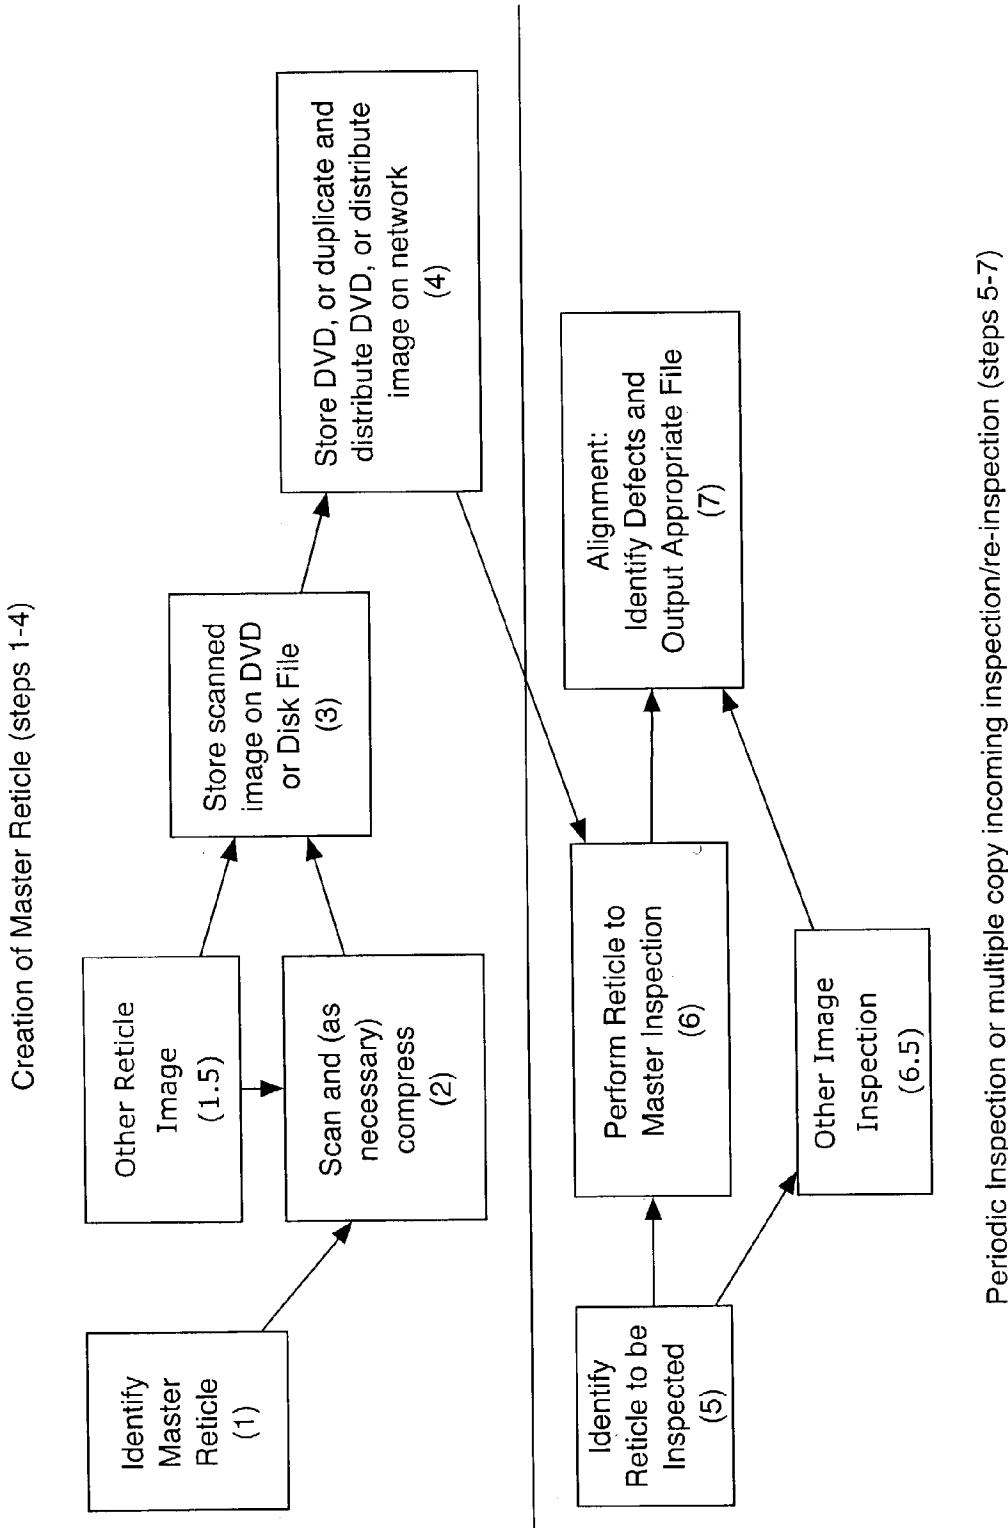 Creation of Master Reticle (steps 1-4)
Identify
Master
Reticle
(1)
Other Reticle
Image
(1.5)
Scan and (as
necessary)
compress
(2)
Store scanned
image on DVD
or Disk File
(3)
Store DVD, or duplicate and
distribute DVD, or distribute
image on network
(4)
Identify
Reticle to be
Inspected
(5)
Perform Reticle to
Master Inspection
(6)
Other Image
Inspection
(6.5)
Alignment:
Identify Defects and
Output Appropriate File
(7)
Periodic Inspection or multiple copy incoming inspection/re-inspection (steps 5-7)